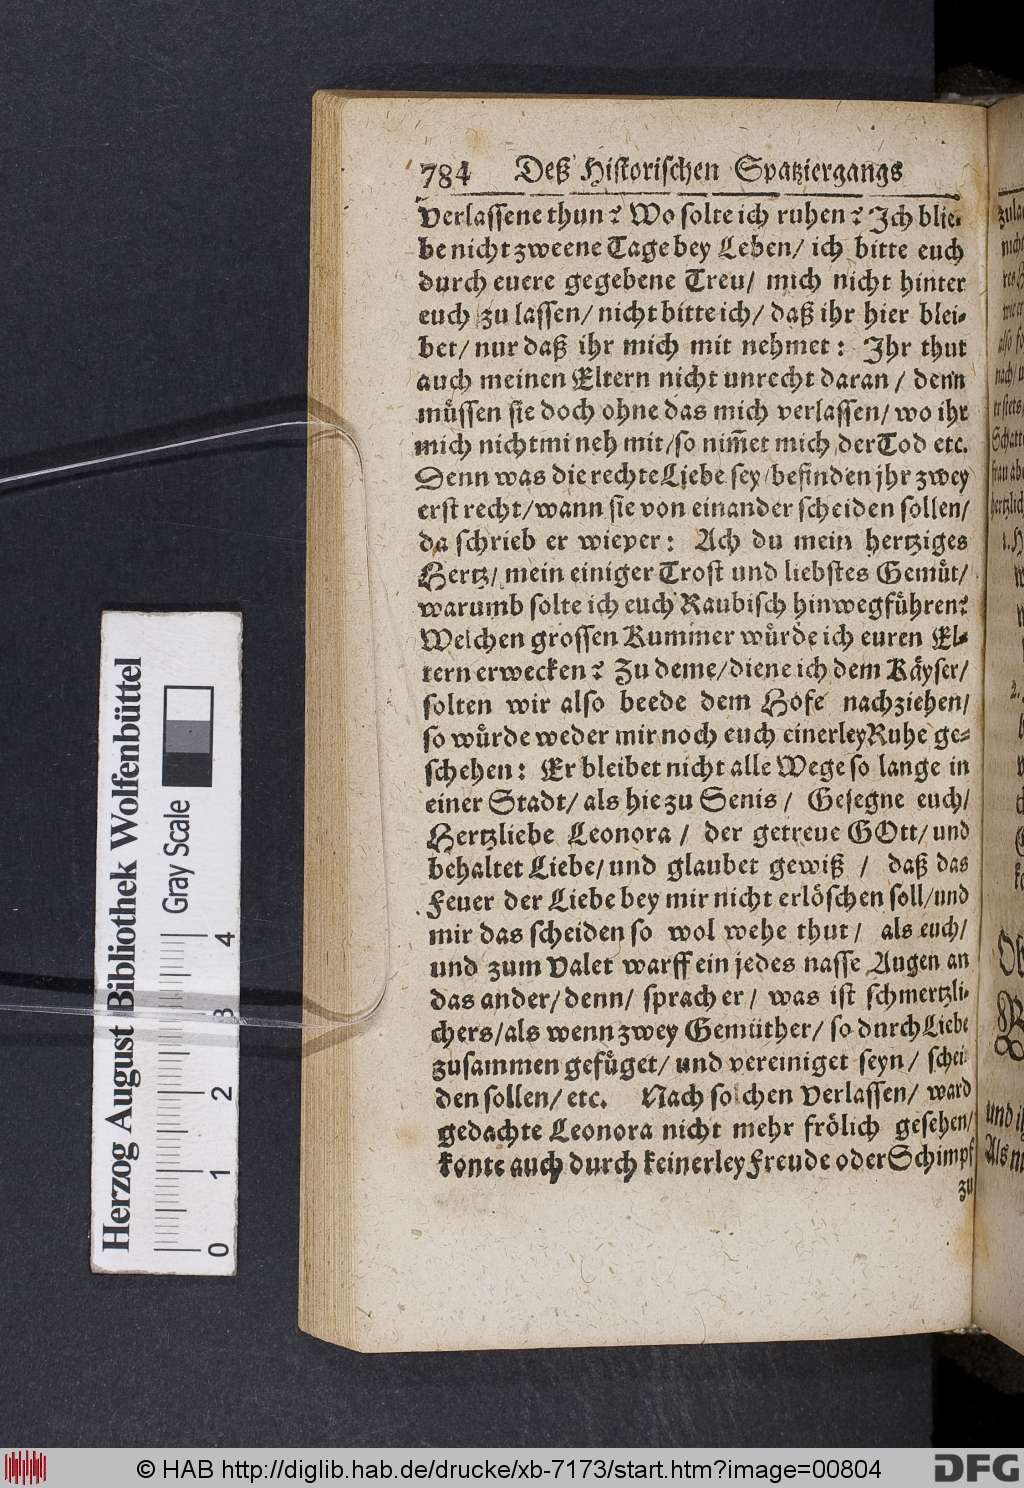 784 Deß Historischen Spatziergangs
Verlassene thun? Wo solte ich ruhen? Ich blie-
be nicht zweene Tage bey Leben/ ich bitte euch
durch euere gegebene Treu/ mich nicht hinter
euch zu lassen/ nicht bitte ich/ daß ihr hier blei-
bet/ nur daß ihr mich mit nehmet: Ihr thut
auch meinen Eltern nicht unrecht daran / denn
müssen sie doch ohne das mich verlassen/ wo ihr
mich nicht mi neh mit/ so nim̅et mich der Tod etc.
Denn was die rechte Liebe sey/ befinden jhr zwey
erst recht/ wann sie von einander scheiden sollen/
da schrieb er wieder: Ach du mein hertziges
Hertz/ mein einiger Trost und liebstes Gemüt/
warumb solte ich euch Raubisch hinwegführen?
Welchen grossen Kummer würde ich euren El-
tern erwecken? Zu deme/ diene ich dem Käyser/
solten wir also beede dem Hofe nachziehen/
so würde weder mir noch euch einerley Ruhe ge-
schehen: Er bleibet nicht alle Wege so lange in
einer Stadt/ als hie zu Senis / Gesegne euch/
Hertzliebe Leonora / der getreue GOtt/ und
behaltet Liebe/ und glaubet gewiß / daß das
Feuer der Liebe bey mir nicht erlöschen soll/ und
mir das scheiden so wol wehe thut / als euch/
und zum Valet warff ein jedes nasse Augen an
das ander/ denn/ sprach er / was ist schmertzli-
chers/ als wenn zwey Gemüther/ so dnrch Liebe
zusammen gefüget/ und vereiniget seyn / schei-
den sollen/ etc. Nach solchen Verlassen/ ward
gedachte Leonora nicht mehr frölich gesehen/
konte auch durch keinerley Freude oder Schimpf
zu
Herzog August Bibliothek Wolfenbüttel
Gray Scale
0 1 2 3 4
© HAB http://diglib.hab.de/drucke/xb-7173/start.htm?image=00804
DFG